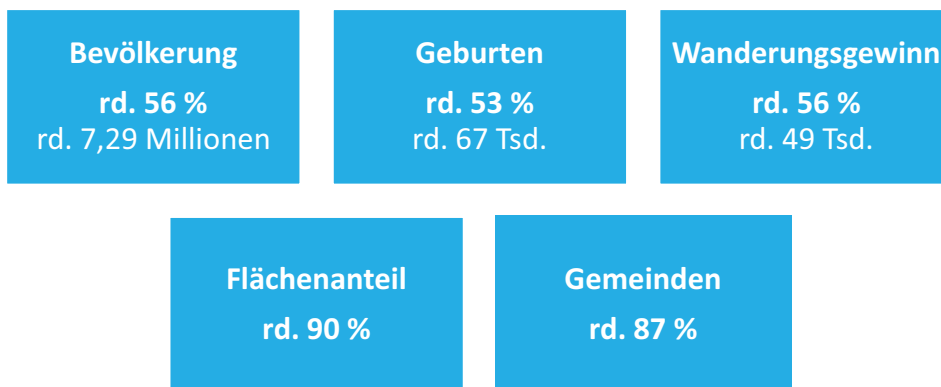 Bevölkerung
rd. 56 %
rd. 7,29 Millionen
Geburten
rd. 53 %
rd. 67 Tsd.
Wanderungsgewinn
rd. 56 %
rd. 49 Tsd.
Flächenanteil
rd. 90 %
Gemeinden
rd. 87 %